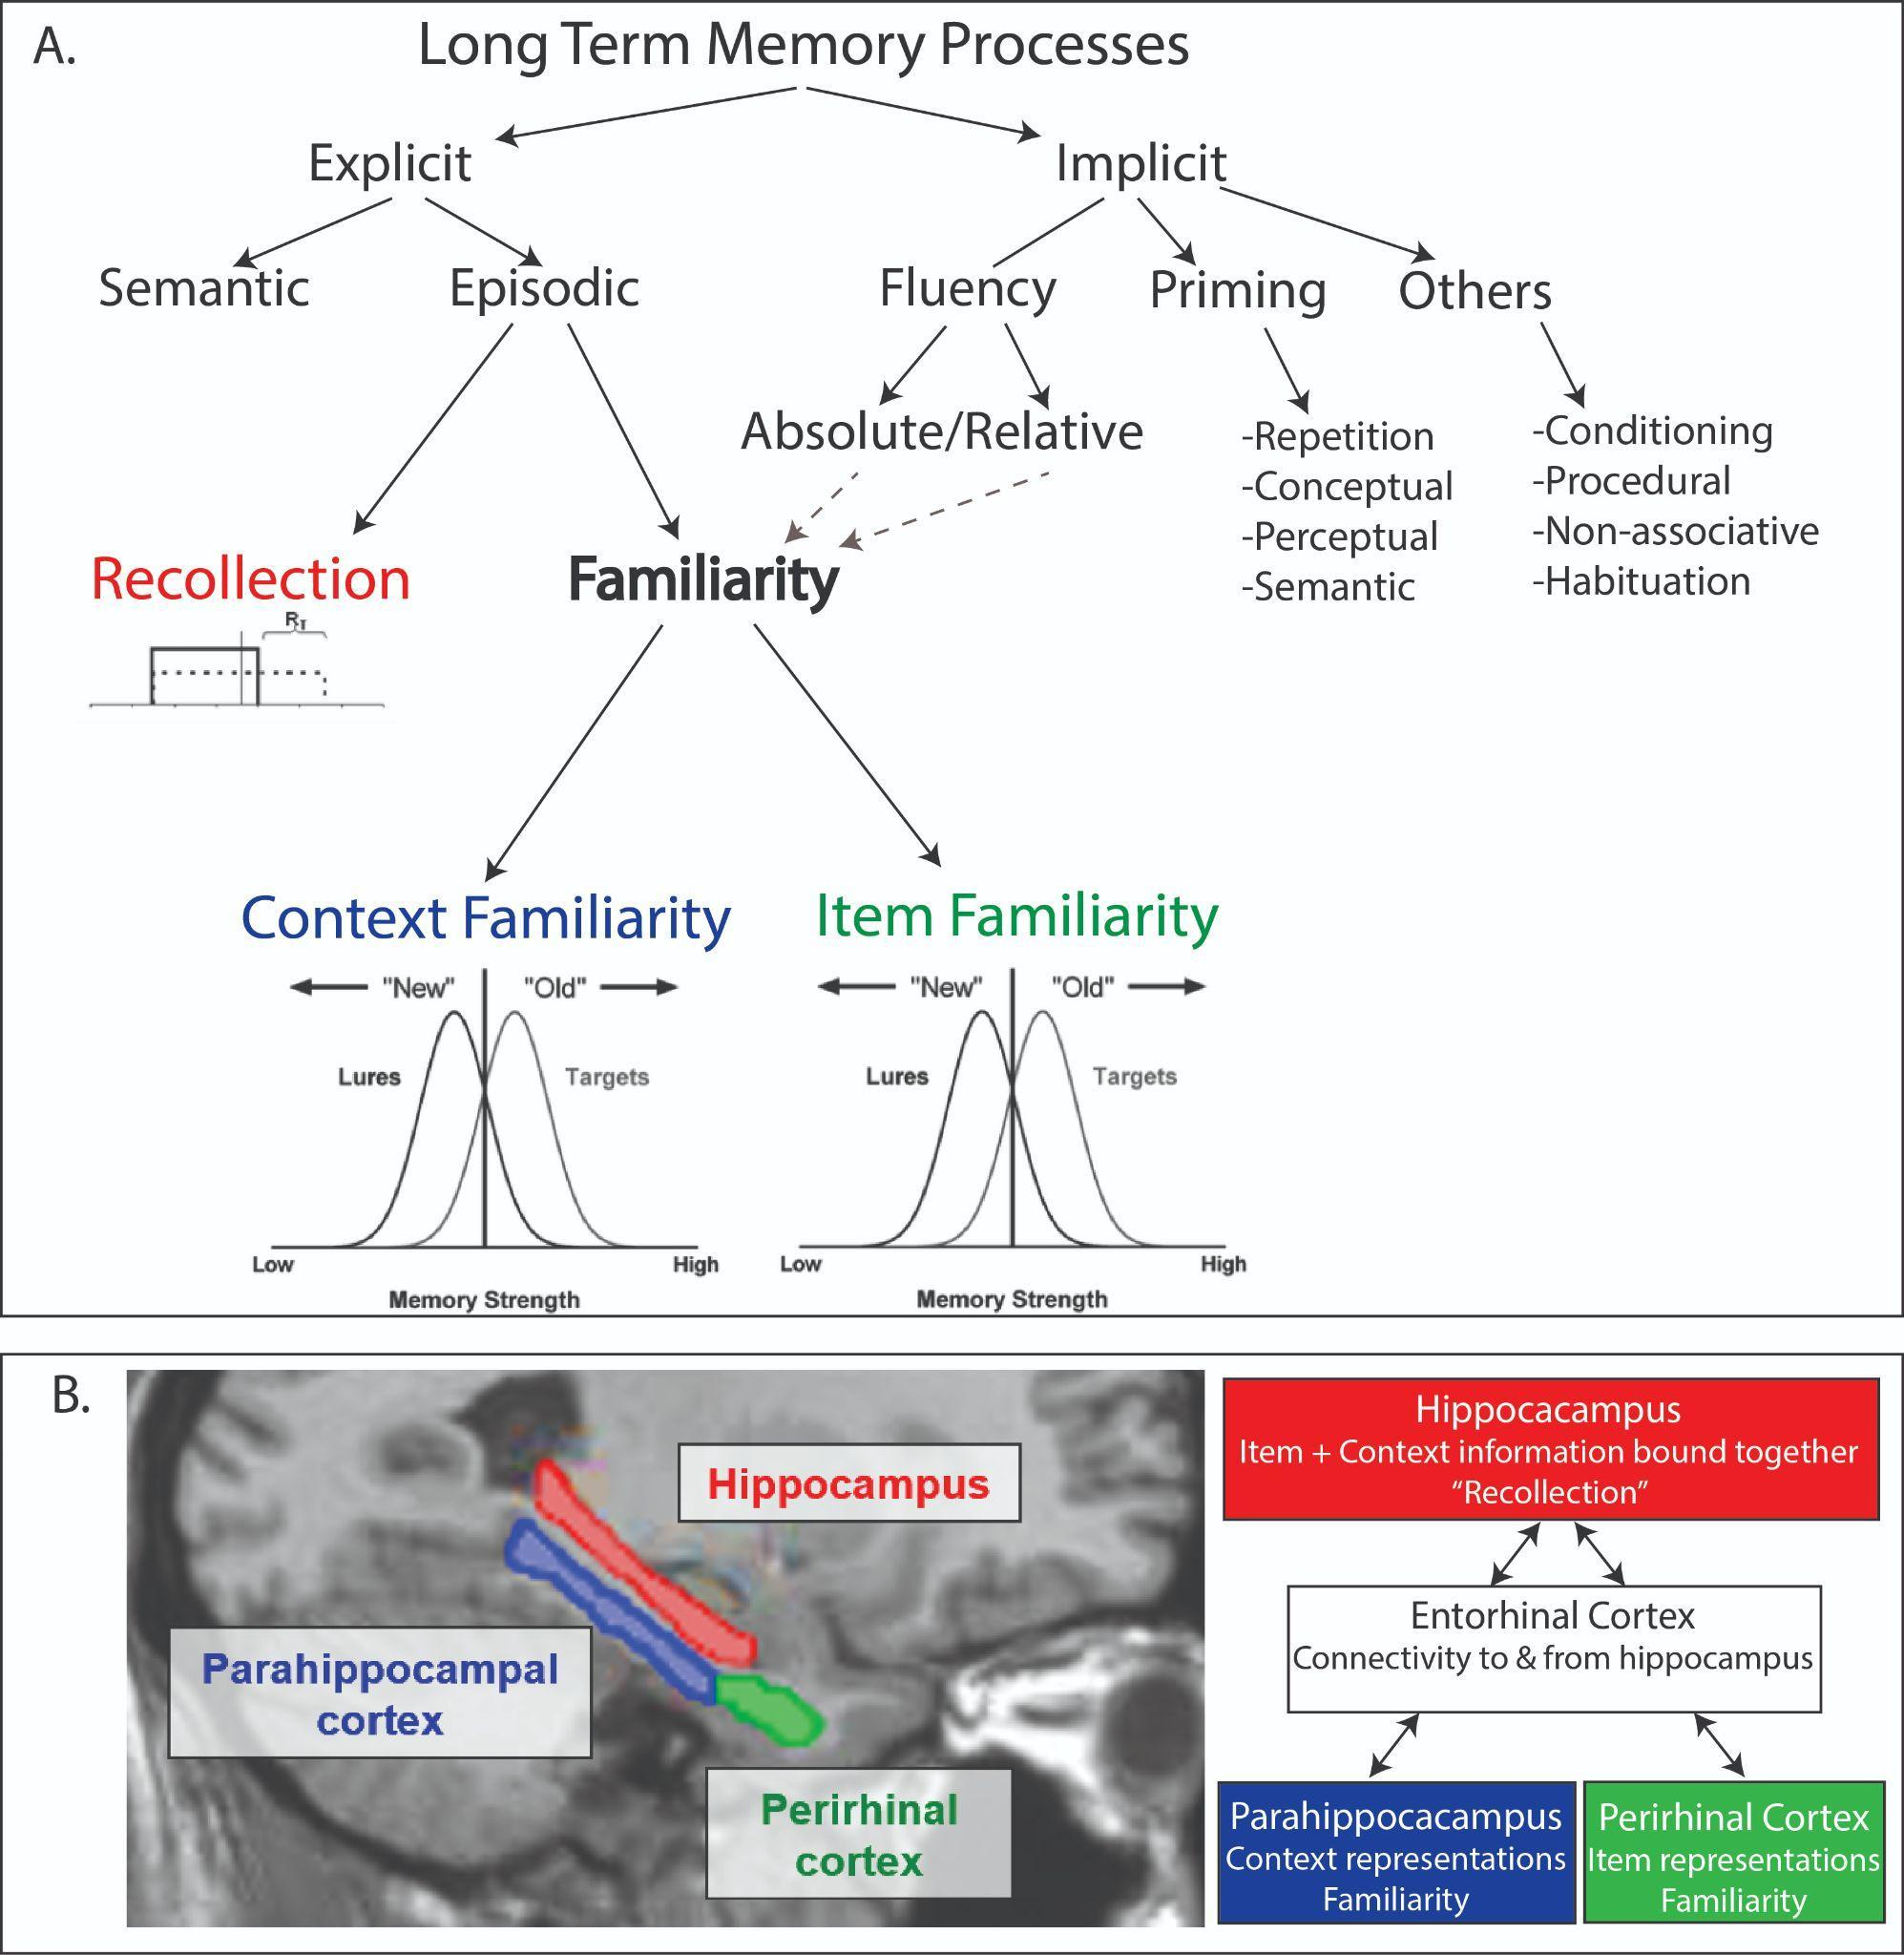 A.
Long Term Memory Processes
Explicit
Implicit
Semantic
Episodic
Fluency
Priming
Others
Absolute/Relative
-Repetition
-Conceptual
-Perceptual
-Semantic
-Conditioning
-Procedural
-Non-associative
-Habituation
Recollection
Familiarity
Context Familiarity
"New"
"Old"
Lures
Targets
Low
High
Memory Strength
Item Familiarity
"New"
"Old"
Lures
Targets
Low
High
Memory Strength
B.
Hippocampus
Parahippocampal
cortex
Perirhinal
cortex
Hippocacampus
Item + Context information bound together
“Recollection”
Entorhinal Cortex
Connectivity to & from hippocampus
Parahippocacampus
Context representations
Familiarity
Perirhinal Cortex
Item representations
Familiarity